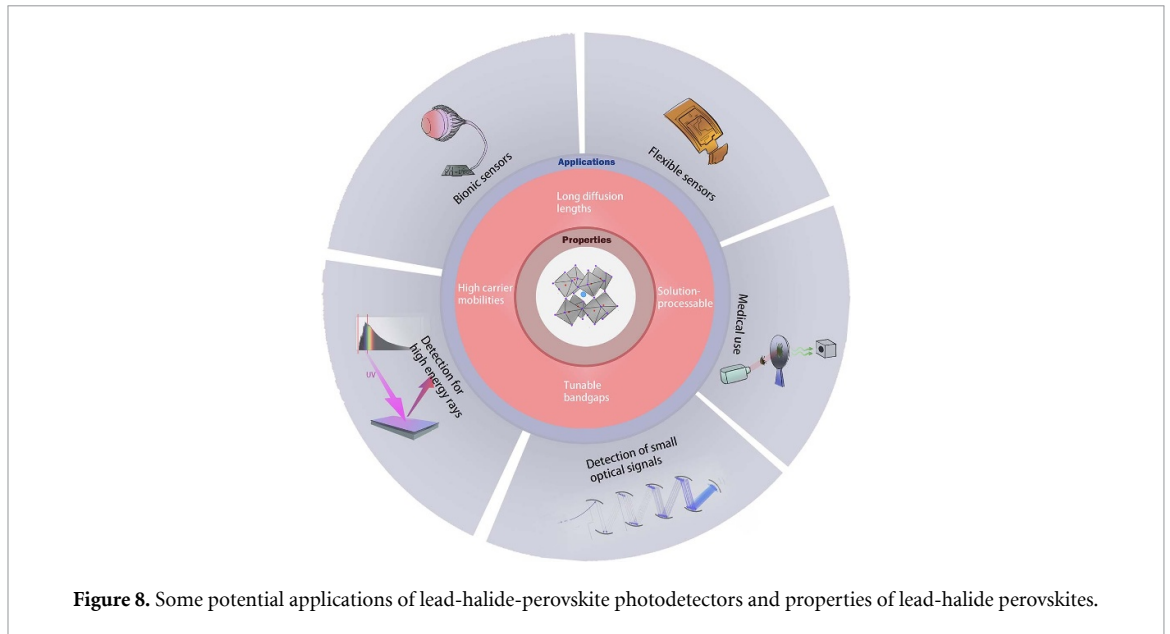 Bionic sensors
Flexible sensors
Applications
Long diffusion
lengths
Properties
High carrier
mobilities
Solution-
processable
Medical use
Detection for
high energy rays
UV
Tunable
bandgaps
Detection of small
optical signals
Figure 8. Some potential applications of lead-halide-perovskite photodetectors and properties of lead-halide perovskites.